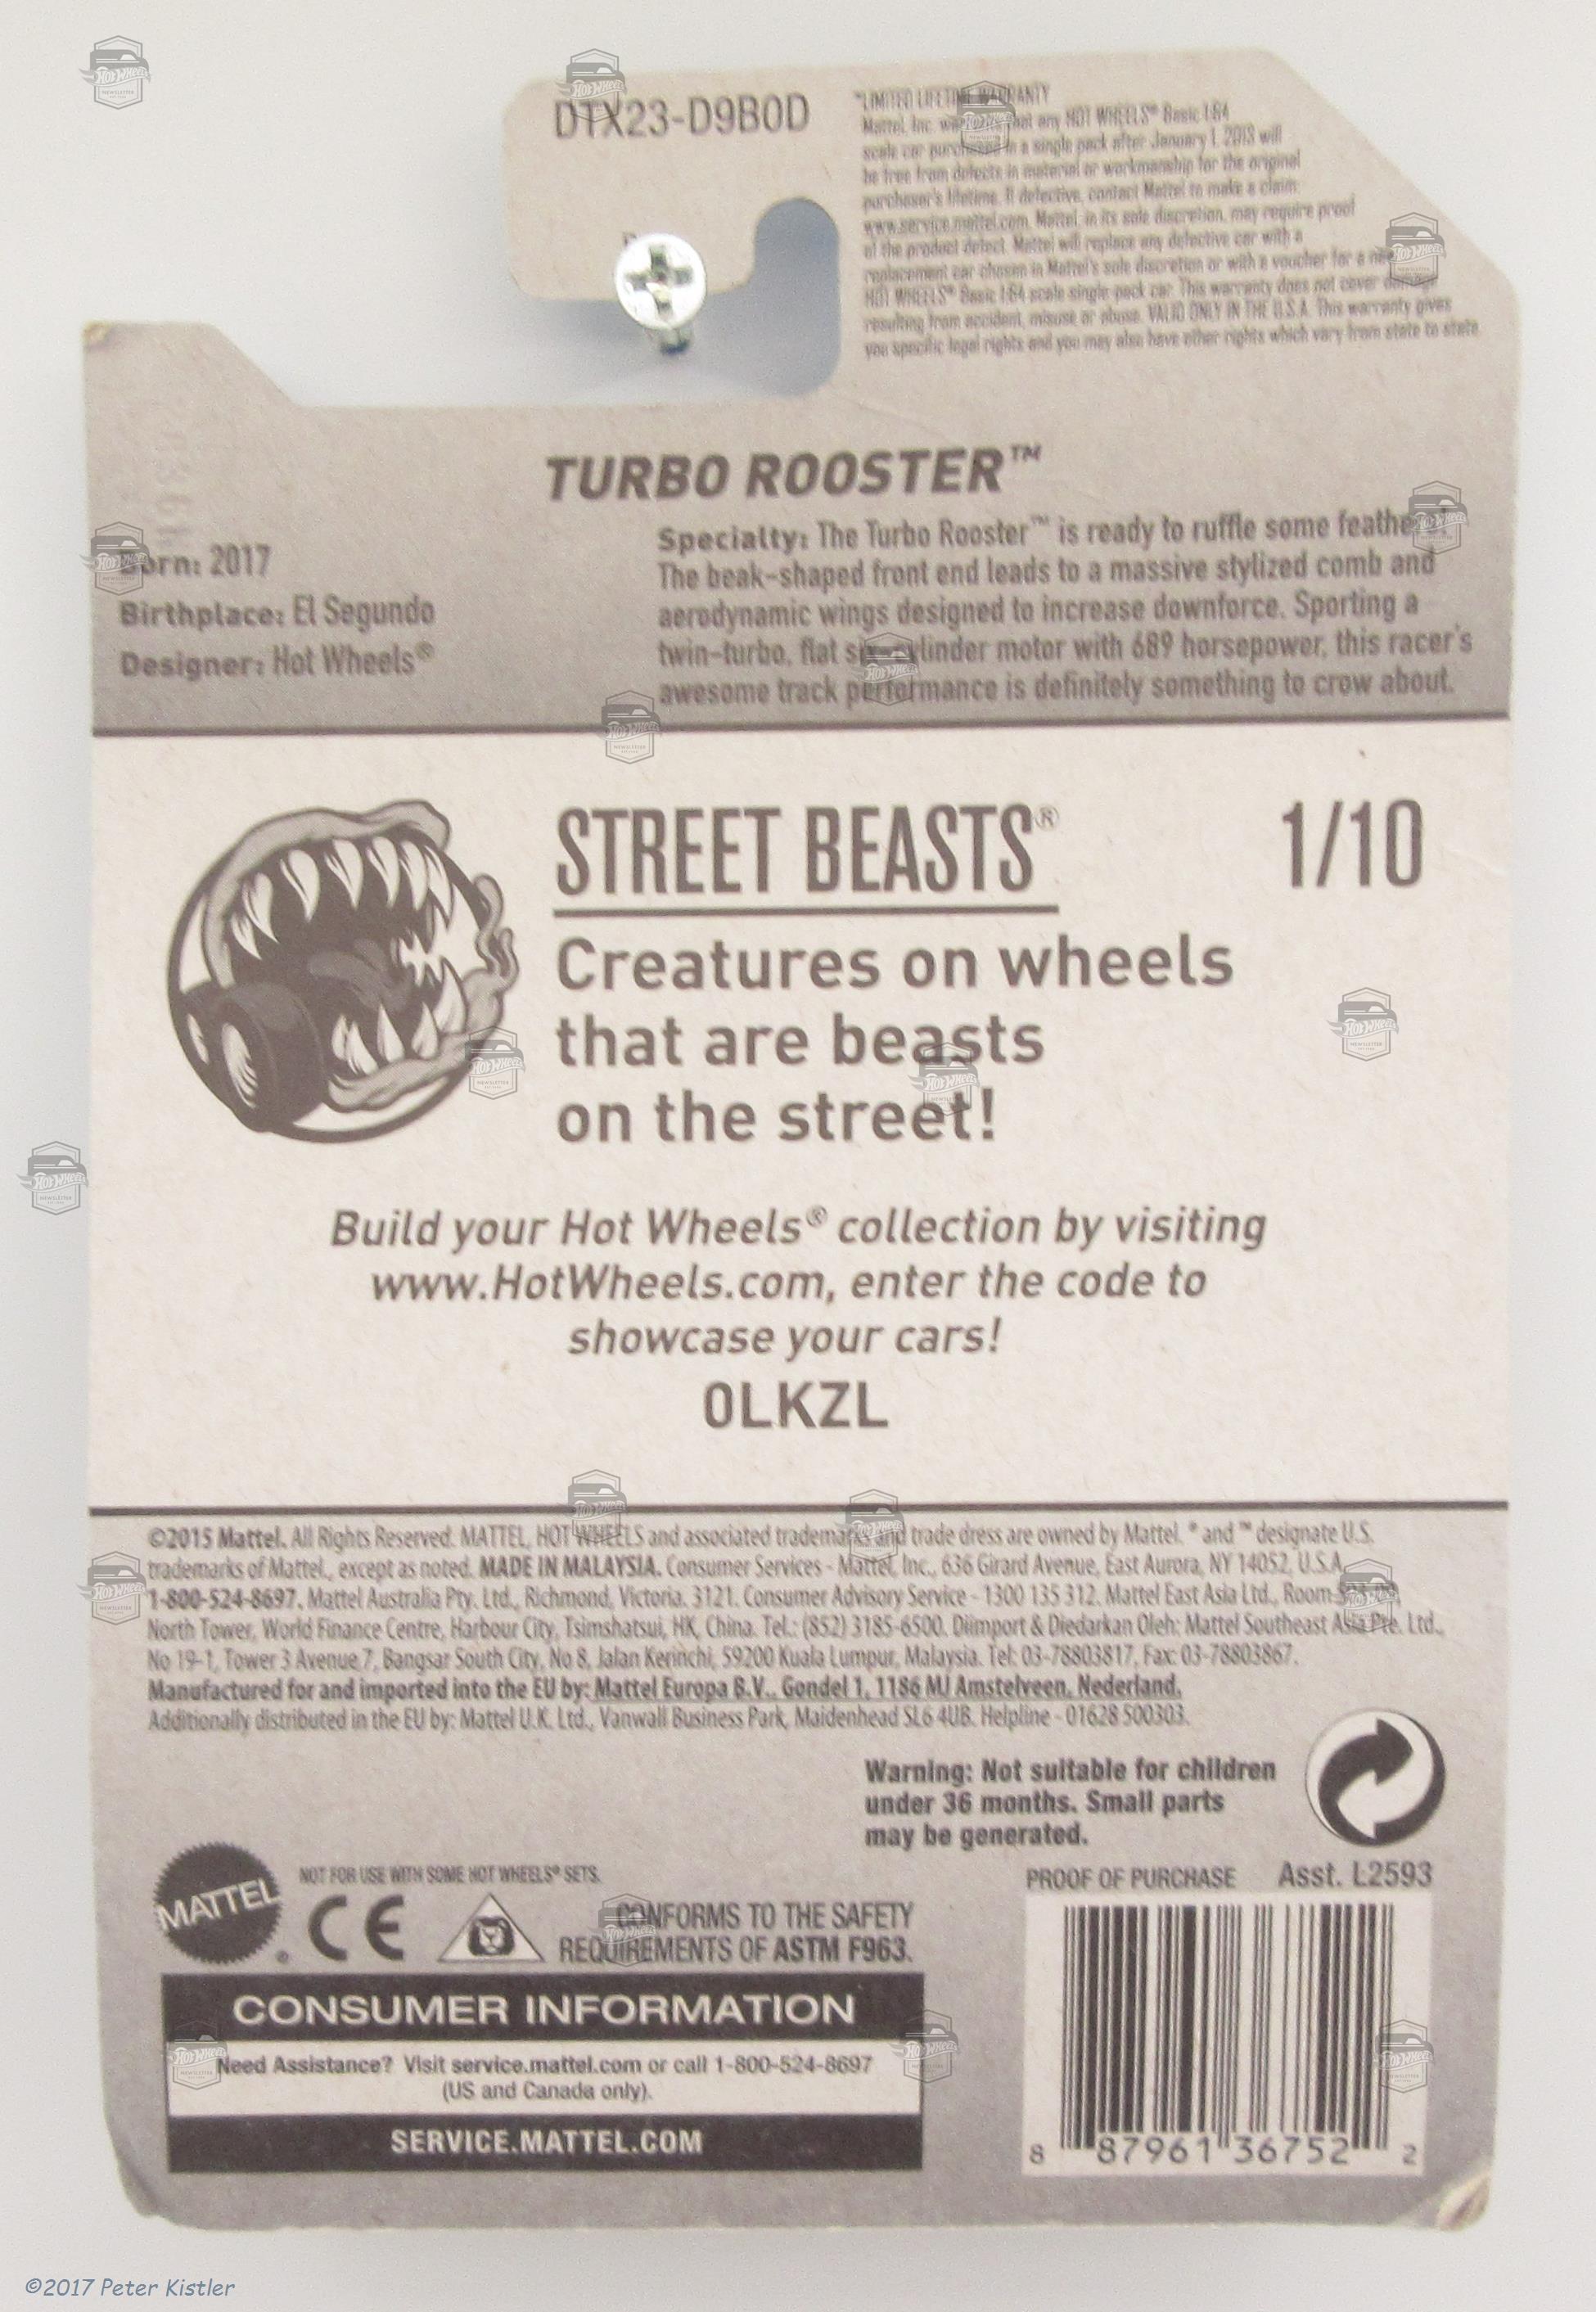 DTX23-D9B0D
*LIMITED LIFETIME WARRANTY
Mattel, Inc. warrants that any HOT WHEELS® Basic 1:64
scale car purchased in a single pack after January 1, 2013 will
be free from defects in material or workmanship for the original
purchaser's lifetime. If defective, contact Mattel to make a claim:
www.service.mattel.com. Mattel, in its sole discretion, may require proof
of the product defect. Mattel will replace any defective car with a
replacement car chosen in Mattel's sole discretion or with a voucher for a new
HOT WHEELS® Basic 1:64 scale single-pack car. This warranty does not cover damage
resulting from accident, misuse or abuse. VALID ONLY IN THE U.S.A. This warranty gives
you specific legal rights and you may also have other rights which vary from state to state.
TURBO ROOSTER™
Born: 2017
Birthplace: El Segundo
Designer: Hot Wheels®
Specialty: The Turbo Rooster™ is ready to ruffle some feathers.
The beak-shaped front end leads to a massive stylized comb and
aerodynamic wings designed to increase downforce. Sporting a
twin-turbo, flat six-cylinder motor with 689 horsepower, this racer's
awesome track performance is definitely something to crow about.
STREET BEASTS®
1/10
Creatures on wheels
that are beasts
on the street!
Build your Hot Wheels® collection by visiting
www.HotWheels.com, enter the code to
showcase your cars!
0LKZL
©2015 Mattel. All Rights Reserved. MATTEL, HOT WHEELS and associated trademarks and trade dress are owned by Mattel. ® and ™ designate U.S.
trademarks of Mattel., except as noted. MADE IN MALAYSIA. Consumer Services - Mattel, Inc., 636 Girard Avenue, East Aurora, NY 14052, U.S.A.
1-800-524-8697. Mattel Australia Pty. Ltd., Richmond, Victoria. 3121. Consumer Advisory Service - 1300 135 312. Mattel East Asia Ltd., Room
North Tower, World Finance Centre, Harbour City, Tsimshatsui, HK, China. Tel.: (852) 3185-6500. Diimport & Diedarkan Oleh: Mattel Southeast Asia Pte. Ltd.,
No 19-1, Tower 3 Avenue 7, Bangsar South City, No 8, Jalan Kerinchi, 59200 Kuala Lumpur, Malaysia. Tel: 03-78803817, Fax: 03-78803867.
Manufactured for and imported into the EU by: Mattel Europa B.V., Gondel 1, 1186 MJ Amstelveen, Nederland.
Additionally distributed in the EU by: Mattel U.K. Ltd., Vanwall Business Park, Maidenhead SL6 4UB. Helpline - 01628 500303.
Warning: Not suitable for children
under 36 months. Small parts
may be generated.
MATTEL ®
NOT FOR USE WITH SOME HOT WHEELS® SETS.
CE
CONFORMS TO THE SAFETY
REQUIREMENTS OF ASTM F963.
PROOF OF PURCHASE Asst. L2593
CONSUMER INFORMATION
Need Assistance? Visit service.mattel.com or call 1-800-524-8697
(US and Canada only).
SERVICE.MATTEL.COM
8 87961 36752 2
©2017 Peter Kistler